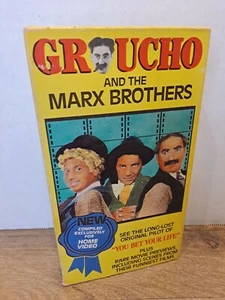 GROUCHO
AND THE
MARX BROTHERS
NEW
COMPILED
EXCLUSIVELY
FOR
HOME
VIDEO
SEE THE LONG-LOST
ORIGINAL PILOT OF
"YOU BET YOUR LIFE"
PLUS
RARE MOVIE PREVIEWS,
INCLUDING SCENES FROM
THEIR FUNNIEST FILMS.